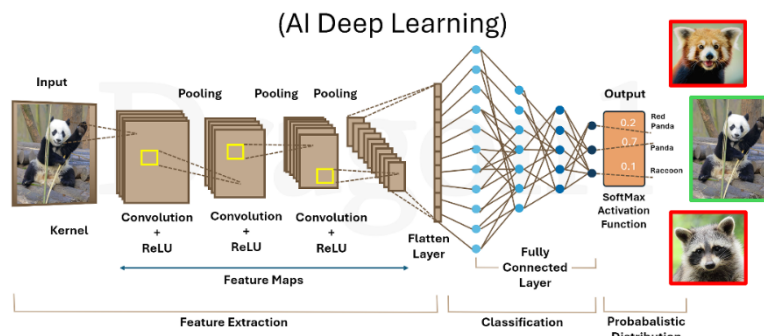 (AI Deep Learning)
Input
Pooling
Pooling
Pooling
Output
0.2
Red
Panda
0.7
Panda
0.1
Raccoon
Kernel
Convolution
+
ReLU
Convolution
+
ReLU
Convolution
+
ReLU
Flatten
Layer
SoftMax
Activation
Function
Fully
Connected
Layer
Feature Maps
Feature Extraction
Classification
Probabalistic
Distribution